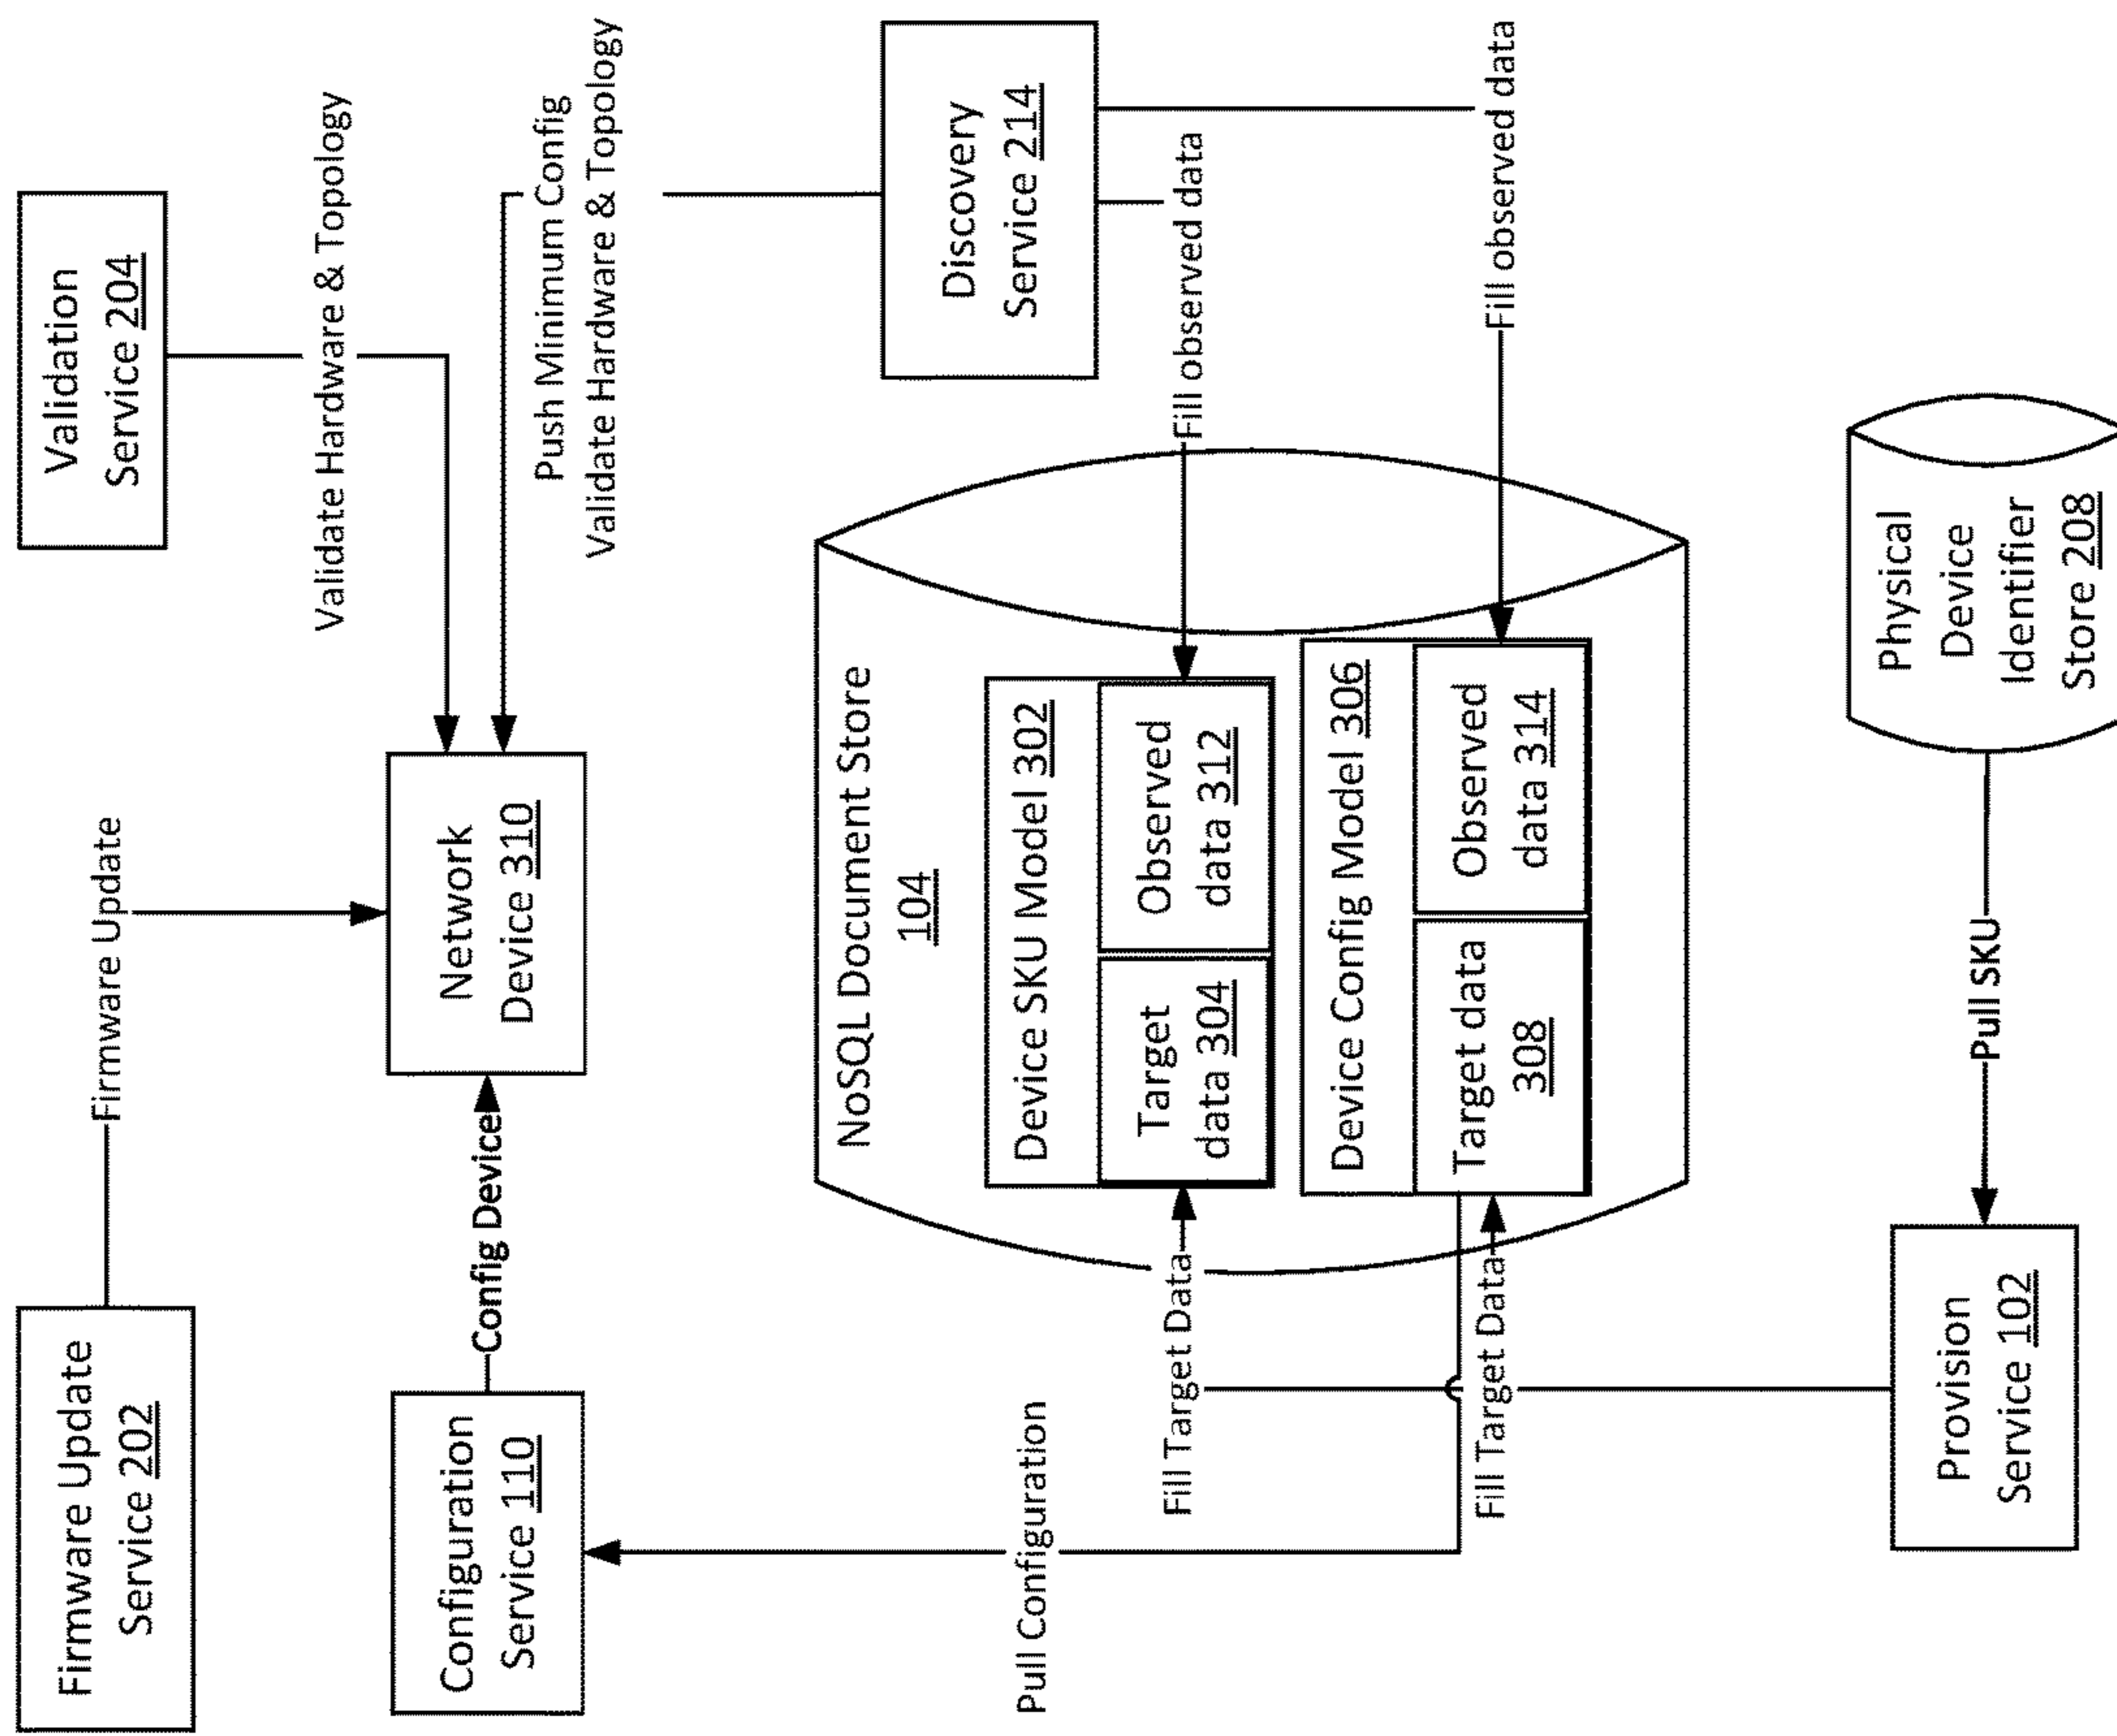 Firmware Update
Service 202
Firmware Update
Validation
Service 204
Validate Hardware & Topology
Configuration
Service 110
Config Device
Network
Device 310
Push Minimum Config
Validate Hardware & Topology
Pull Configuration
NoSQL Document Store
104
Device SKU Model 302
Target
data 304
Observed
data 312
Device Config Model 306
Target data
308
Observed
data 314
Discovery
Service 214
Fill observed data
Fill observed data
Fill Target Data
Fill Target Data
Provision
Service 102
Pull SKU
Physical
Device
Identifier
Store 208